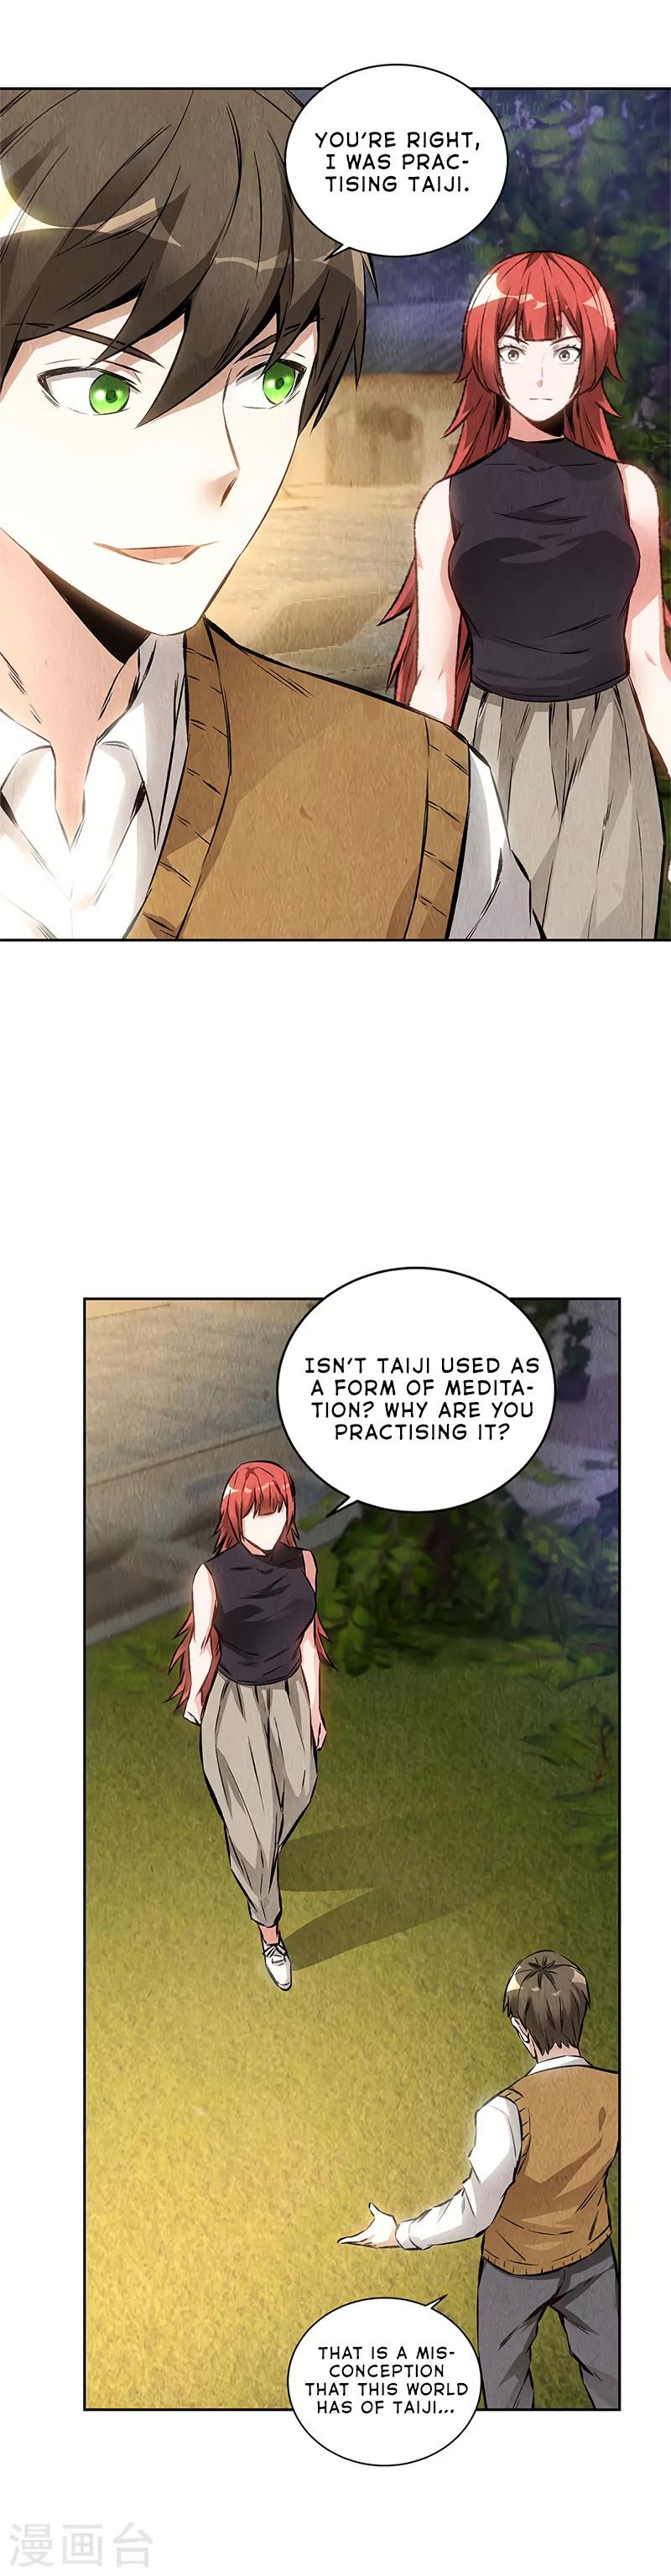 YOU'RE RIGHT,
I WAS PRAC-
TISING TAIJI.
ISN'T TAIJI USED AS
A FORM OF MEDITA-
TION? WHY ARE YOU
PRACTISING IT?
THAT IS A MIS-
CONCEPTION
THAT THIS WORLD
HAS OF TAIJI...
漫画台